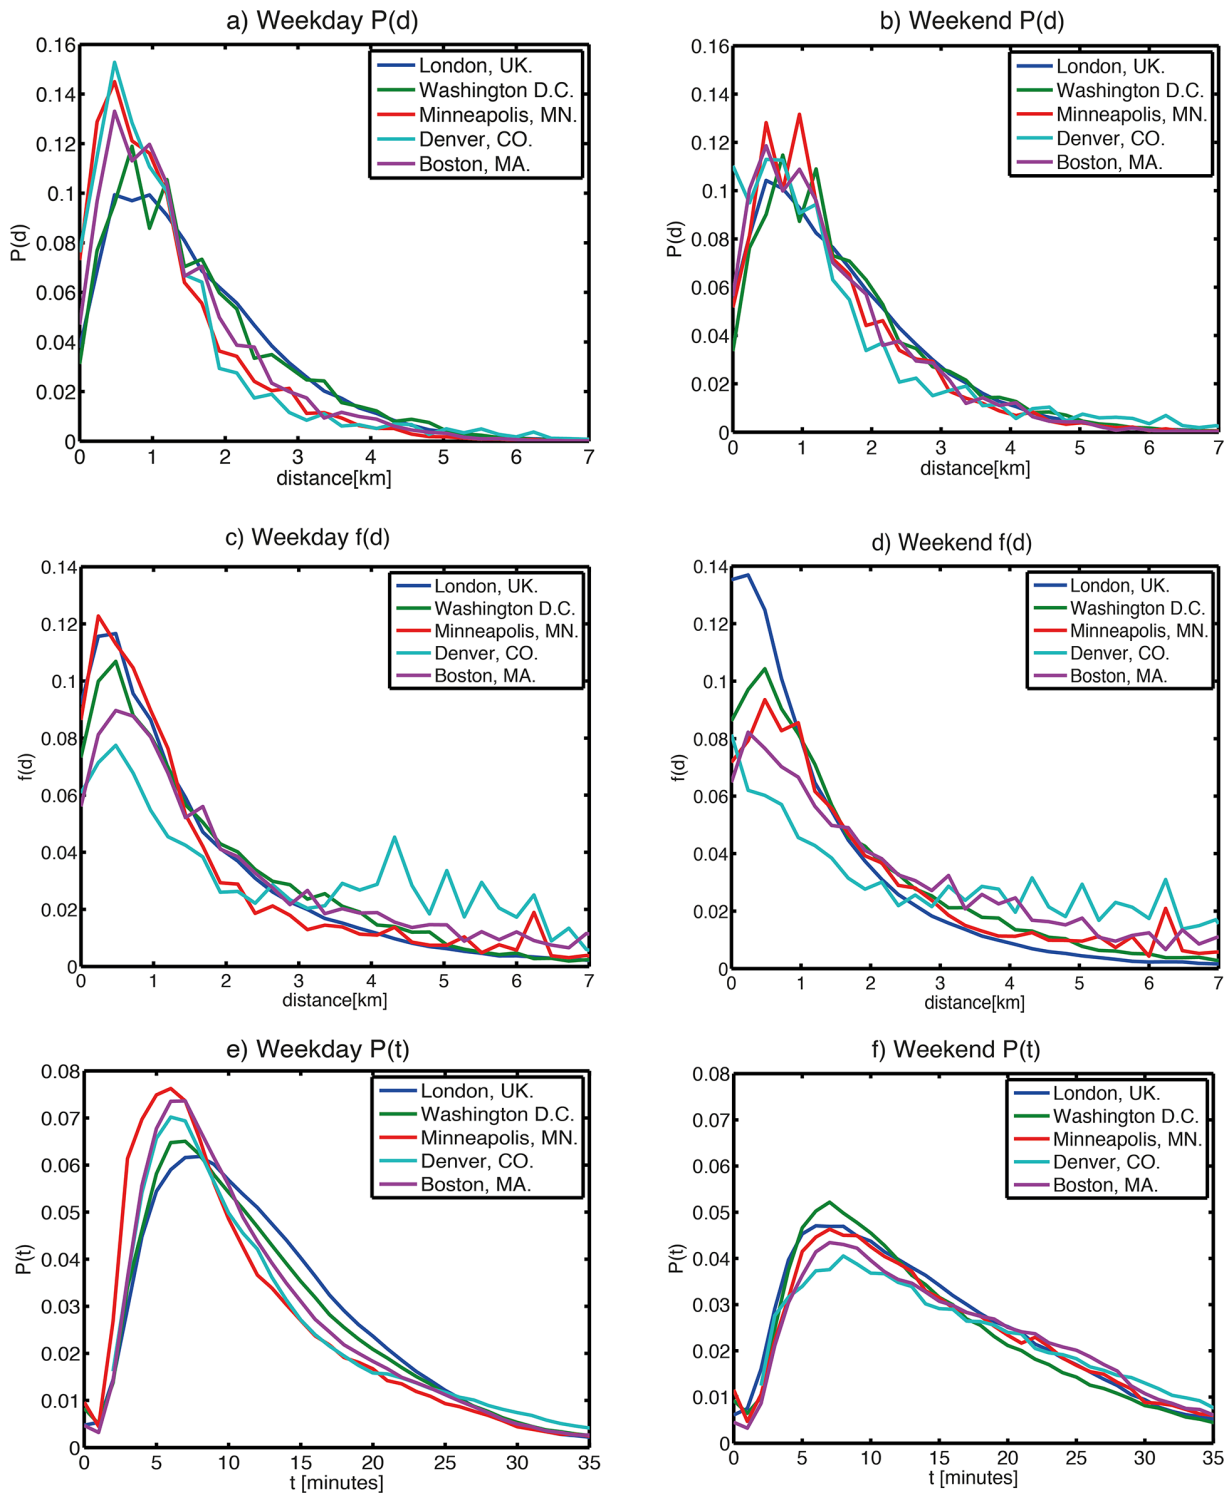 a) Weekday P(d)
0.16
0.14
0.12
0.1
0.08
0.06
0.04
0.02
0
P(d)
London, UK.
Washington D.C.
Minneapolis, MN.
Denver, CO.
Boston, MA.
0 1 2 3 4 5 6 7
distance[km]
b) Weekend P(d)
0.16
0.14
0.12
0.1
0.08
0.06
0.04
0.02
0
P(d)
London, UK.
Washington D.C.
Minneapolis, MN.
Denver, CO.
Boston, MA.
0 1 2 3 4 5 6 7
distance[km]
c) Weekday f(d)
0.14
0.12
0.1
0.08
0.06
0.04
0.02
0
f(d)
London, UK.
Washington D.C.
Minneapolis, MN.
Denver, CO.
Boston, MA.
0 1 2 3 4 5 6 7
distance[km]
d) Weekend f(d)
0.14
0.12
0.1
0.08
0.06
0.04
0.02
0
f(d)
London, UK.
Washington D.C.
Minneapolis, MN.
Denver, CO.
Boston, MA.
0 1 2 3 4 5 6 7
distance[km]
e) Weekday P(t)
0.08
0.07
0.06
0.05
0.04
0.03
0.02
0.01
0
P(t)
London, UK.
Washington D.C.
Minneapolis, MN.
Denver, CO.
Boston, MA.
0 5 10 15 20 25 30 35
t [minutes]
f) Weekend P(t)
0.08
0.07
0.06
0.05
0.04
0.03
0.02
0.01
0
P(t)
London, UK.
Washington D.C.
Minneapolis, MN.
Denver, CO.
Boston, MA.
0 5 10 15 20 25 30 35
t [minutes]